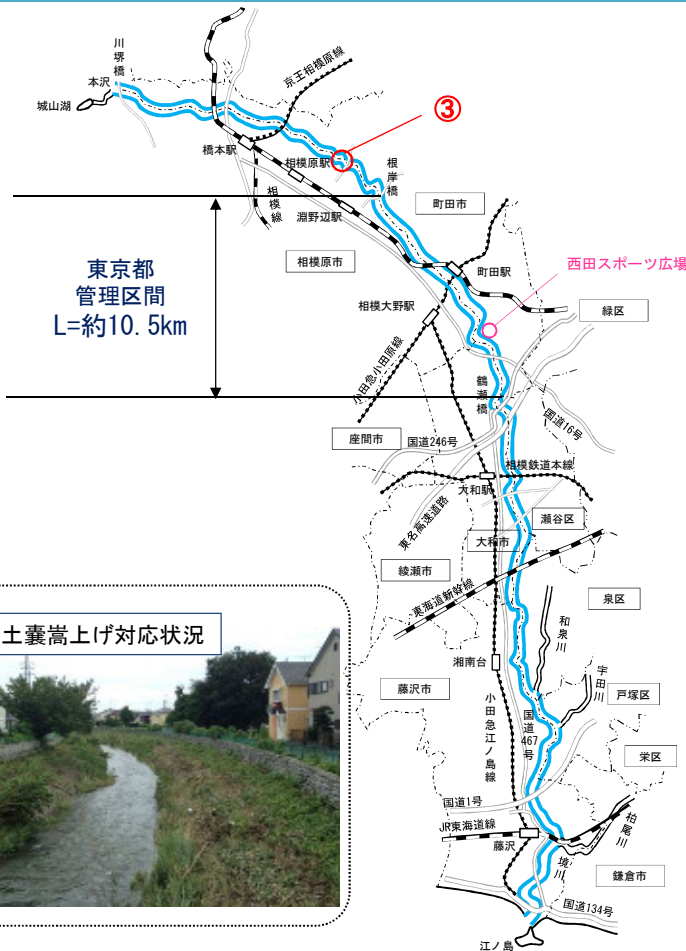 川堺橋
本沢
城山湖
京王相模原線
③
橋本駅
相模原駅
根岸橋
相模線
淵野辺駅
町田市
東京都
管理区間
L=約10.5km
相模原市
町田駅
西田スポーツ広場
相模大野駅
緑区
小田急小田原線
鶴瀬橋
国道16号
座間市
国道246号
相模鉄道本線
大和駅
東名高速道路
瀬谷区
大和市
綾瀬市
東海道新幹線
泉区
和泉川
土嚢嵩上げ対応状況
宇田川
湘南台
藤沢市
戸塚区
小田急江ノ島線
国道467号
栄区
国道1号
JR東海道線
柏尾川
藤沢
境川
鎌倉市
国道134号
江ノ島